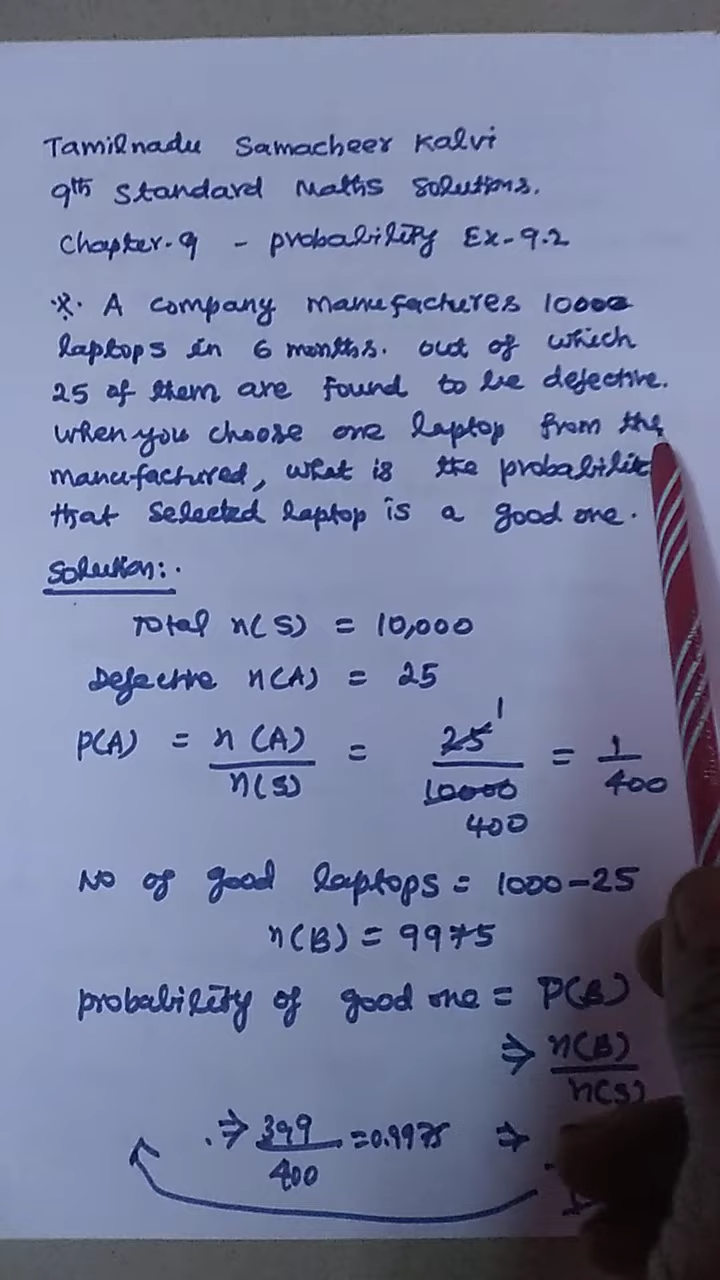 Tamilnadu Samacheer Kalvi
9th Standard Maths Solutions.
Chapter.9 - probability Ex-9.2
*. A company manufactures 10000
laptops in 6 months. out of which
25 of them are found to be defective.
When you choose one laptop from the
manufactured, what is the probabilit
that selected laptop is a good one.
Solution:.
Total n(S) = 10,000
Defective n(A) = 25
P(A) = n(A)/n(S) = 25/10000 = 1/400
1
400
No of good laptops = 1000-25
n(B) = 9975
probability of good one = P(B)
⇒ n(B)/n(S)
.⇒ 399/400 = 0.9975 ⇒